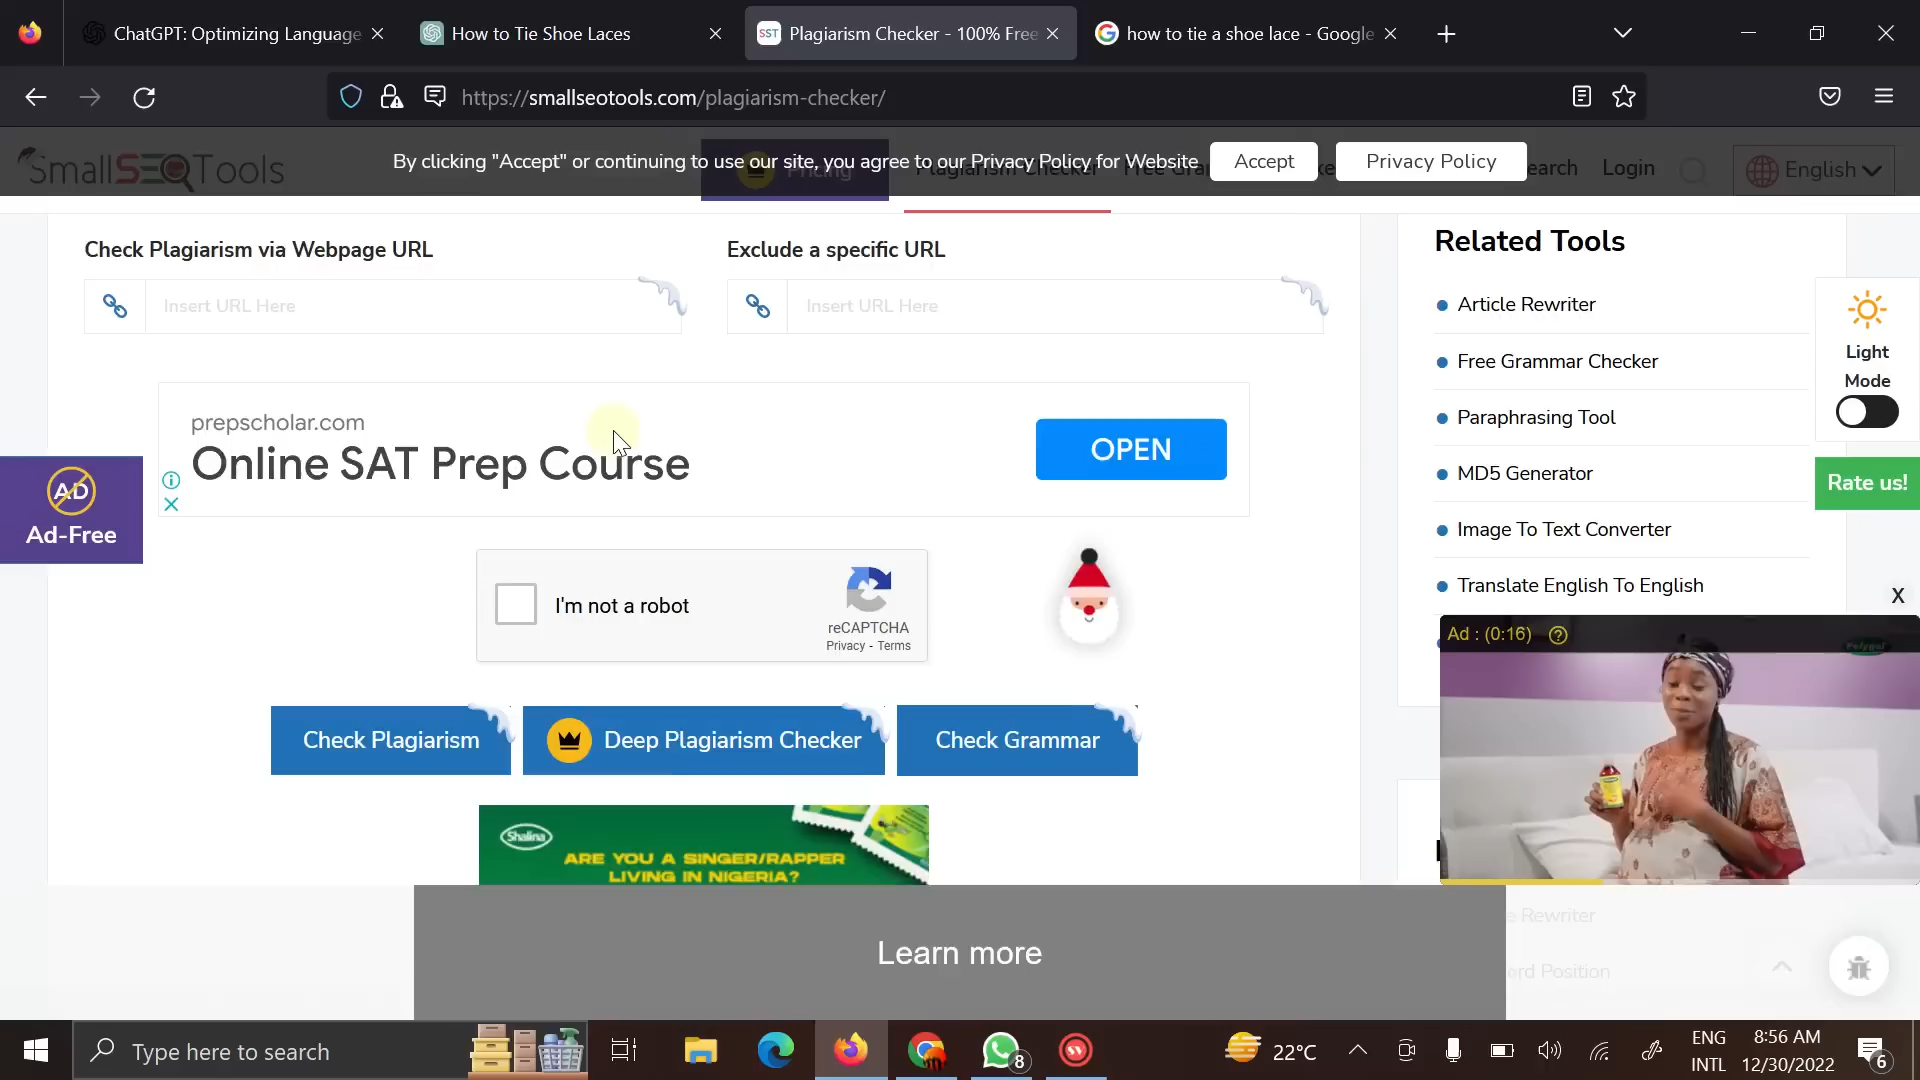 ChatGPT: Optimizing Language
How to Tie Shoe Laces
SST
Plagiarism Checker - 100% Free
how to tie a shoe lace - Google
https://smallseotools.com/plagiarism-checker/
SmallSEOTools
By clicking "Accept" or continuing to use our site, you agree to our Privacy Policy for Website
Accept
Privacy Policy
Pricing
Plagiarism Checker
Login
English
Check Plagiarism via Webpage URL
Exclude a specific URL
Insert URL Here
Insert URL Here
prepscholar.com
Online SAT Prep Course
OPEN
AD
Ad-Free
I'm not a robot
reCAPTCHA
Privacy - Terms
Check Plagiarism
Deep Plagiarism Checker
Check Grammar
Shalina
ARE YOU A SINGER/RAPPER
LIVING IN NIGERIA?
Related Tools
Article Rewriter
Free Grammar Checker
Paraphrasing Tool
MD5 Generator
Image To Text Converter
Translate English To English
Light
Mode
Rate us!
X
Ad : (0:16)
Rewriter
Position
Learn more
Type here to search
8
22°C
ENG
INTL
8:56 AM
12/30/2022
6